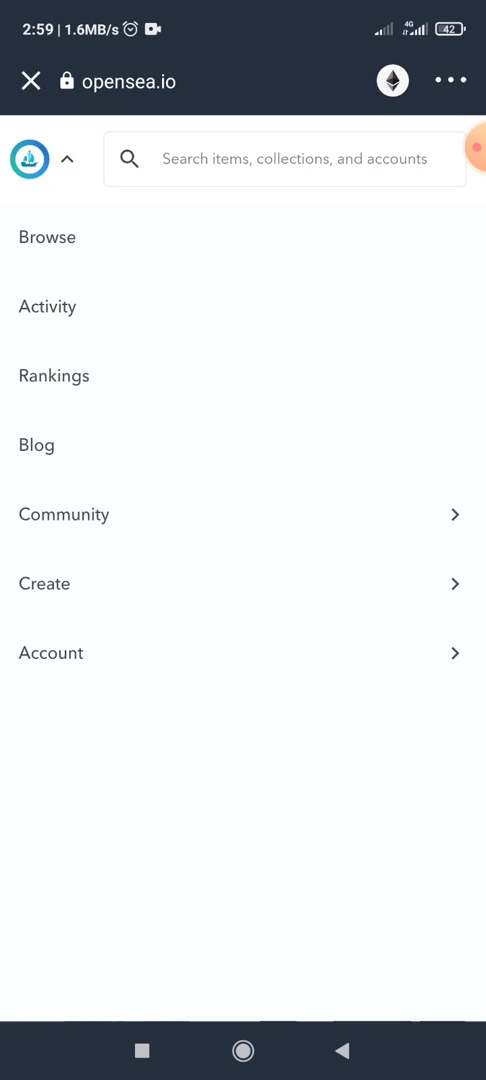 2:59 | 1.6MB/s 4G 42
opensea.io
Search items, collections, and accounts
Browse
Activity
Rankings
Blog
Community
Create
Account